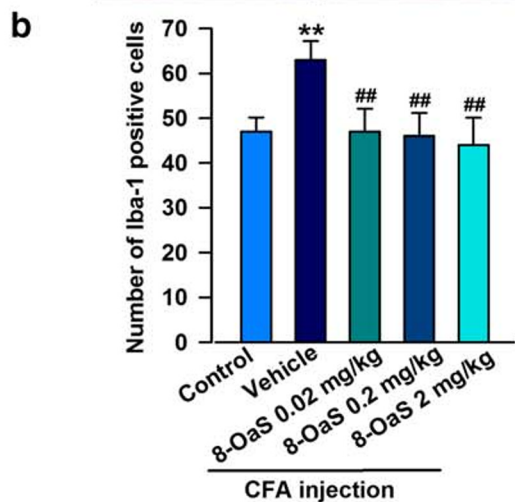 b
Number of Iba-1 positive cells
70
60
50
40
30
20
10
0
**
##
##
##
Control
Vehicle
8-OaS 0.02 mg/kg
8-OaS 0.2 mg/kg
8-OaS 2 mg/kg
CFA injection